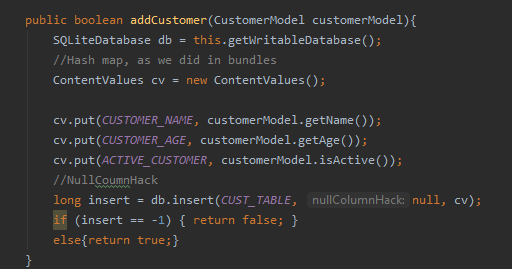 public boolean addCustomer(CustomerModel customerModel){
SQLiteDatabase db = this.getWritableDatabase();
//Hash map, as we did in bundles
ContentValues cv = new ContentValues();
cv.put(CUSTOMER_NAME, customerModel.getName());
cv.put(CUSTOMER_AGE, customerModel.getAge());
cv.put(ACTIVE_CUSTOMER, customerModel.isActive());
//NullCoumnHack
long insert = db.insert(CUST_TABLE, nullColumnHack: null, cv);
if (insert == -1) { return false; }
else{return true;}
}